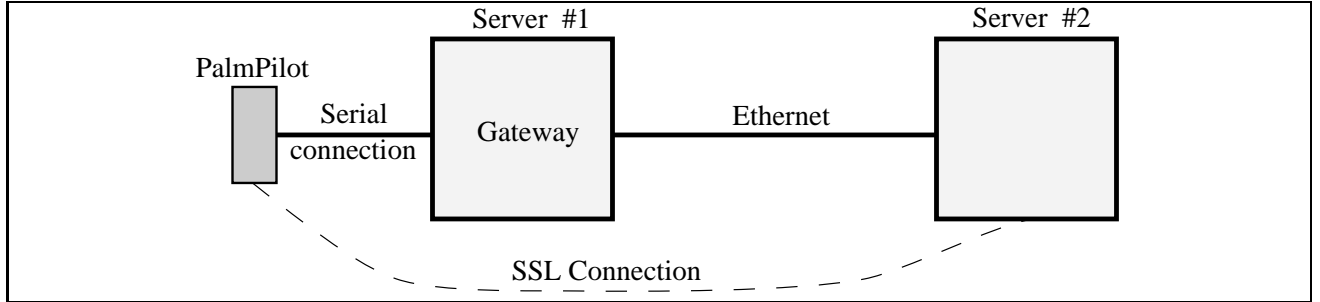 Server #1
Server #2
PalmPilot
Serial
connection
Gateway
Ethernet
SSL Connection